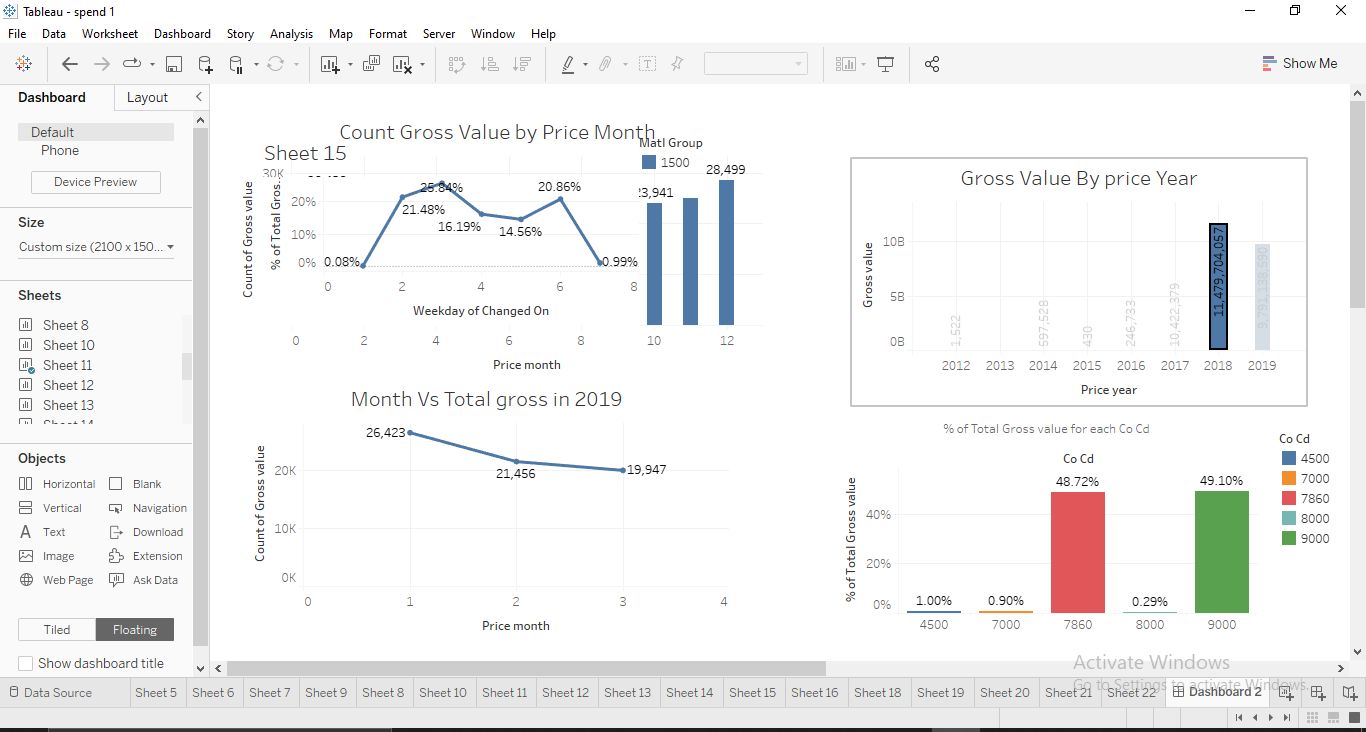 Tableau - spend 1
File Data Worksheet Dashboard Story Analysis Map Format Server Window Help
Show Me
Dashboard Layout
Default
Phone
Device Preview
Size
Custom size (2100 x 150...
Sheets
Sheet 8
Sheet 10
Sheet 11
Sheet 12
Sheet 13
Sheet 14
Objects
Horizontal Blank
Vertical Navigation
Text Download
Image Extension
Web Page Ask Data
Tiled Floating
Show dashboard title
Count Gross Value by Price Month
Sheet 15
Matl Group
1500
30K
28,499
23,941
25.84%
20.86%
21.48%
16.19%
14.56%
0.08%
0.99%
20%
10%
0%
Count of Gross value
% of Total Gros..
0 2 4 6 8
Weekday of Changed On
0 2 4 6 8 10 12
Price month
Month Vs Total gross in 2019
26,423
21,456
19,947
20K
10K
0K
Count of Gross value
0 1 2 3 4
Price month
Gross Value By price Year
10B
5B
0B
Gross value
1,522
597,528
430
246,733
10,422,379
11,479,704,057
9,791,138,590
2012 2013 2014 2015 2016 2017 2018 2019
Price year
% of Total Gross value for each Co Cd
Co Cd
48.72% 49.10%
40%
20%
0%
% of Total Gross value
1.00% 0.90% 0.29%
4500 7000 7860 8000 9000
Co Cd
4500
7000
7860
8000
9000
Activate Windows
Go to Settings to activate Windows.
Data Source Sheet 5 Sheet 6 Sheet 7 Sheet 9 Sheet 8 Sheet 10 Sheet 11 Sheet 12 Sheet 13 Sheet 14 Sheet 15 Sheet 16 Sheet 18 Sheet 19 Sheet 20 Sheet 21 Sheet 22 Dashboard 2